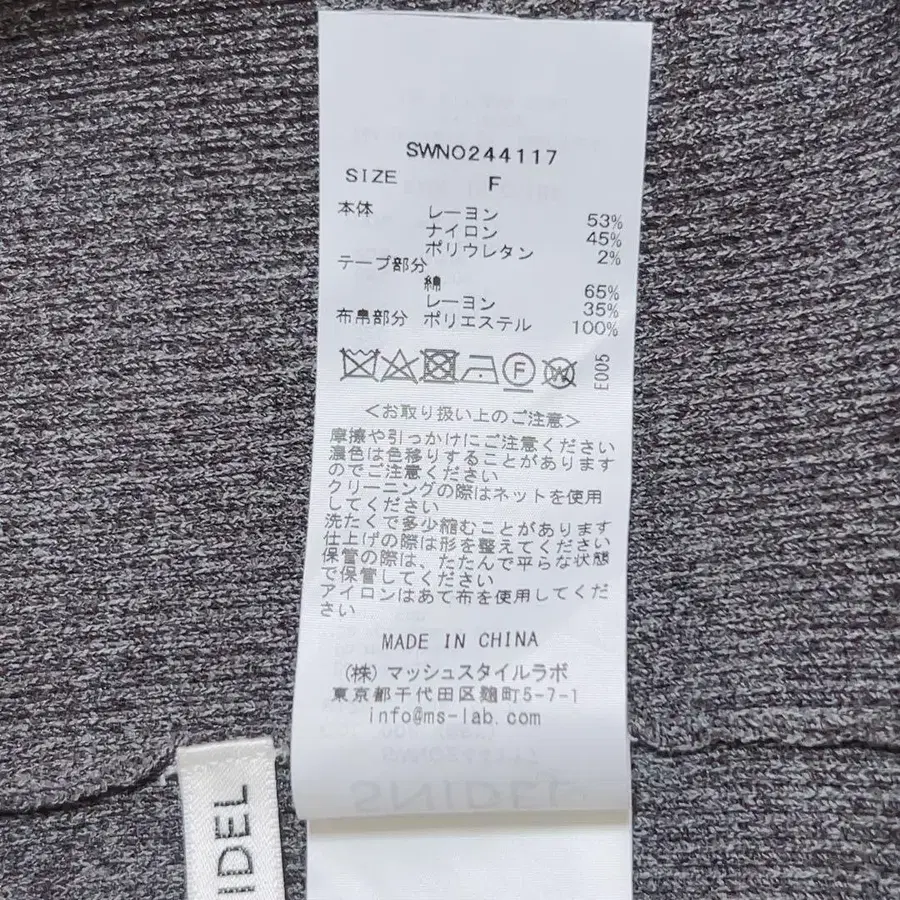 SWNO244117
SIZE F
本体 レーヨン 53%
ナイロン 45%
ポリウレタン 2%
テープ部分
綿 65%
レーヨン 35%
布帛部分 ポリエステル 100%
F W E005
<お取り扱い上のご注意>
摩擦や引っかけにご注意ください
濃色は色移りすることがあります
のでご注意ください
クリーニングの際はネットを使用
してください
洗たくで多少縮むことがあります
仕上げの際は形を整えてください
保管の際は、たたんで平らな状態
で保管してください
アイロンはあて布を使用してくだ
さい
MADE IN CHINA
(株)マッシュスタイルラボ
東京都千代田区麹町5-7-1
info@ms-lab.com
SNIDEL
IDEL